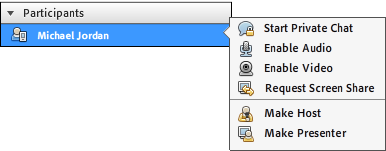 Participants
Michael Jordan
Start Private Chat
Enable Audio
Enable Video
Request Screen Share
Make Host
Make Presenter